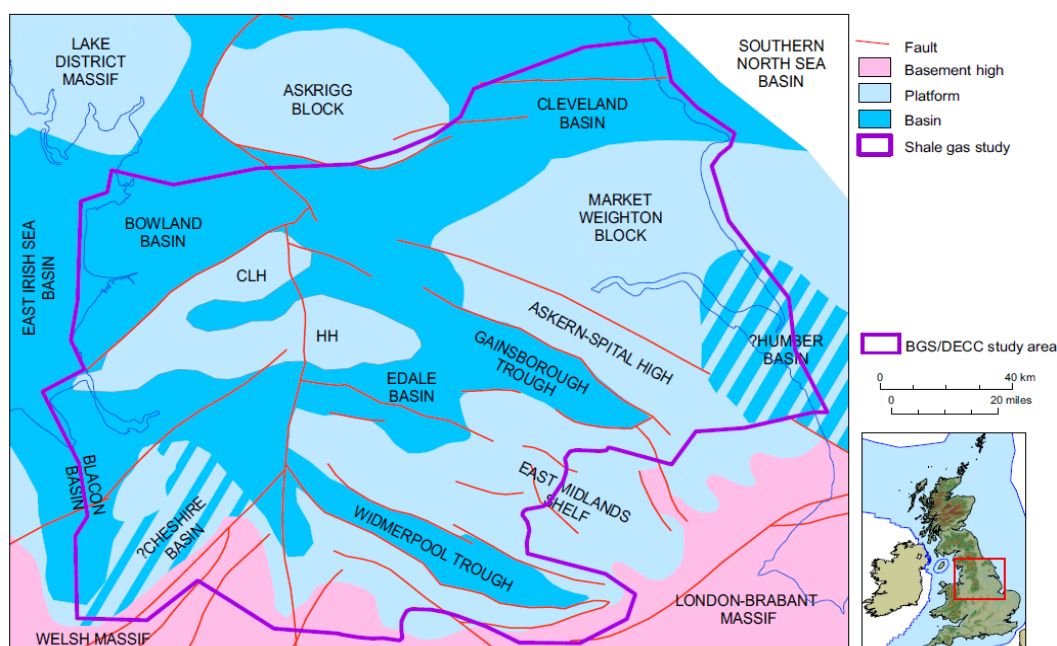 LAKE
DISTRICT
MASSIF
ASKRIGG
BLOCK
CLEVELAND
BASIN
SOUTHERN
NORTH SEA
BASIN
BOWLAND
BASIN
MARKET
WEIGHTON
BLOCK
EAST IRISH SEA
BASIN
CLH
HH
ASKERN-SPITAL HIGH
?HUMBER
BASIN
GAINSBOROUGH
TROUGH
EDALE
BASIN
BLACON
BASIN
?CHESHIRE
BASIN
EAST MIDLANDS
SHELF
WIDMERPOOL TROUGH
WELSH MASSIF
LONDON-BRABANT
MASSIF
Fault
Basement high
Platform
Basin
Shale gas study
BGS/DECC study area
0 40 km
0 20 miles